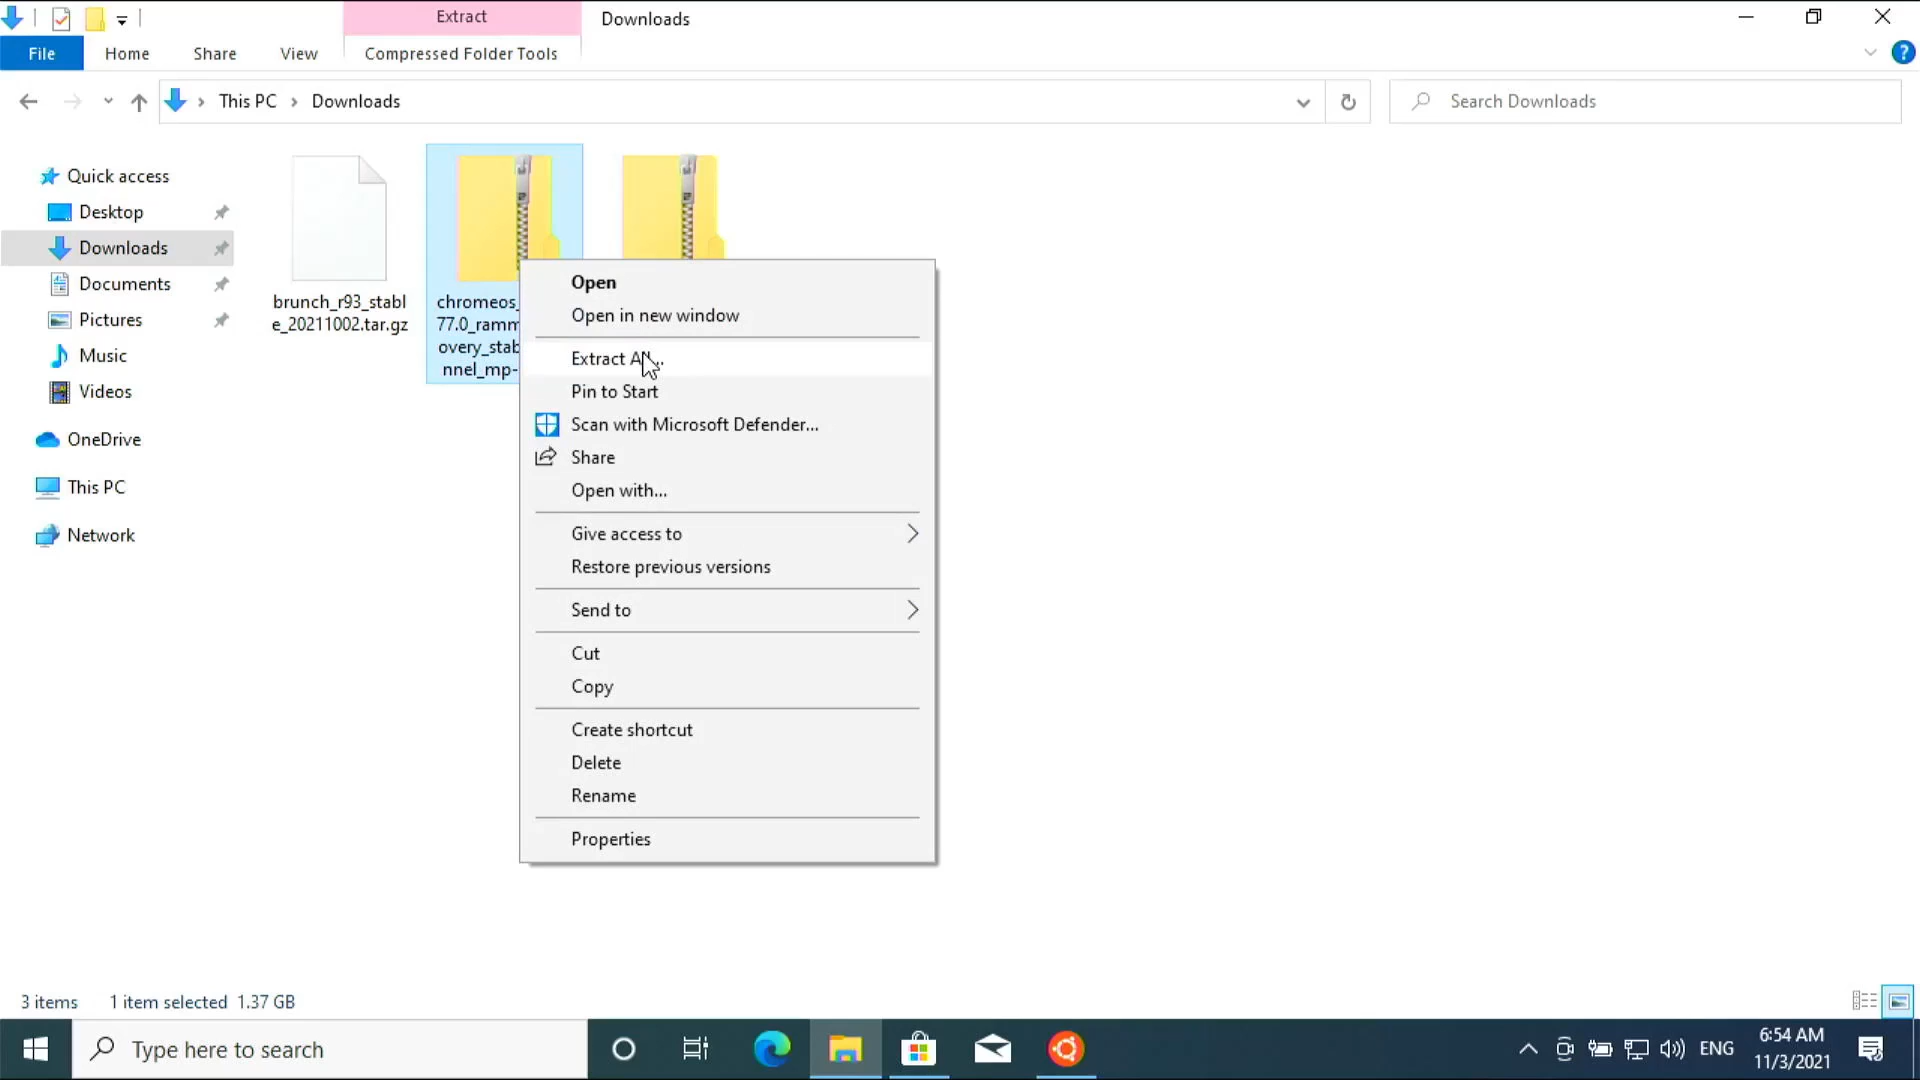 Extract
Downloads
File
Home
Share
View
Compressed Folder Tools
?
This PC
Downloads
Search Downloads
Quick access
Desktop
Downloads
Documents
Pictures
Music
Videos
OneDrive
This PC
Network
brunch_r93_stabl
e_20211002.tar.gz
chromeos_
77.0_ramm
overy_stab
nnel_mp-
Open
Open in new window
Extract All...
Pin to Start
Scan with Microsoft Defender...
Share
Open with...
Give access to
Restore previous versions
Send to
Cut
Copy
Create shortcut
Delete
Rename
Properties
3 items
1 item selected 1.37 GB
Type here to search
ENG
6:54 AM
11/3/2021